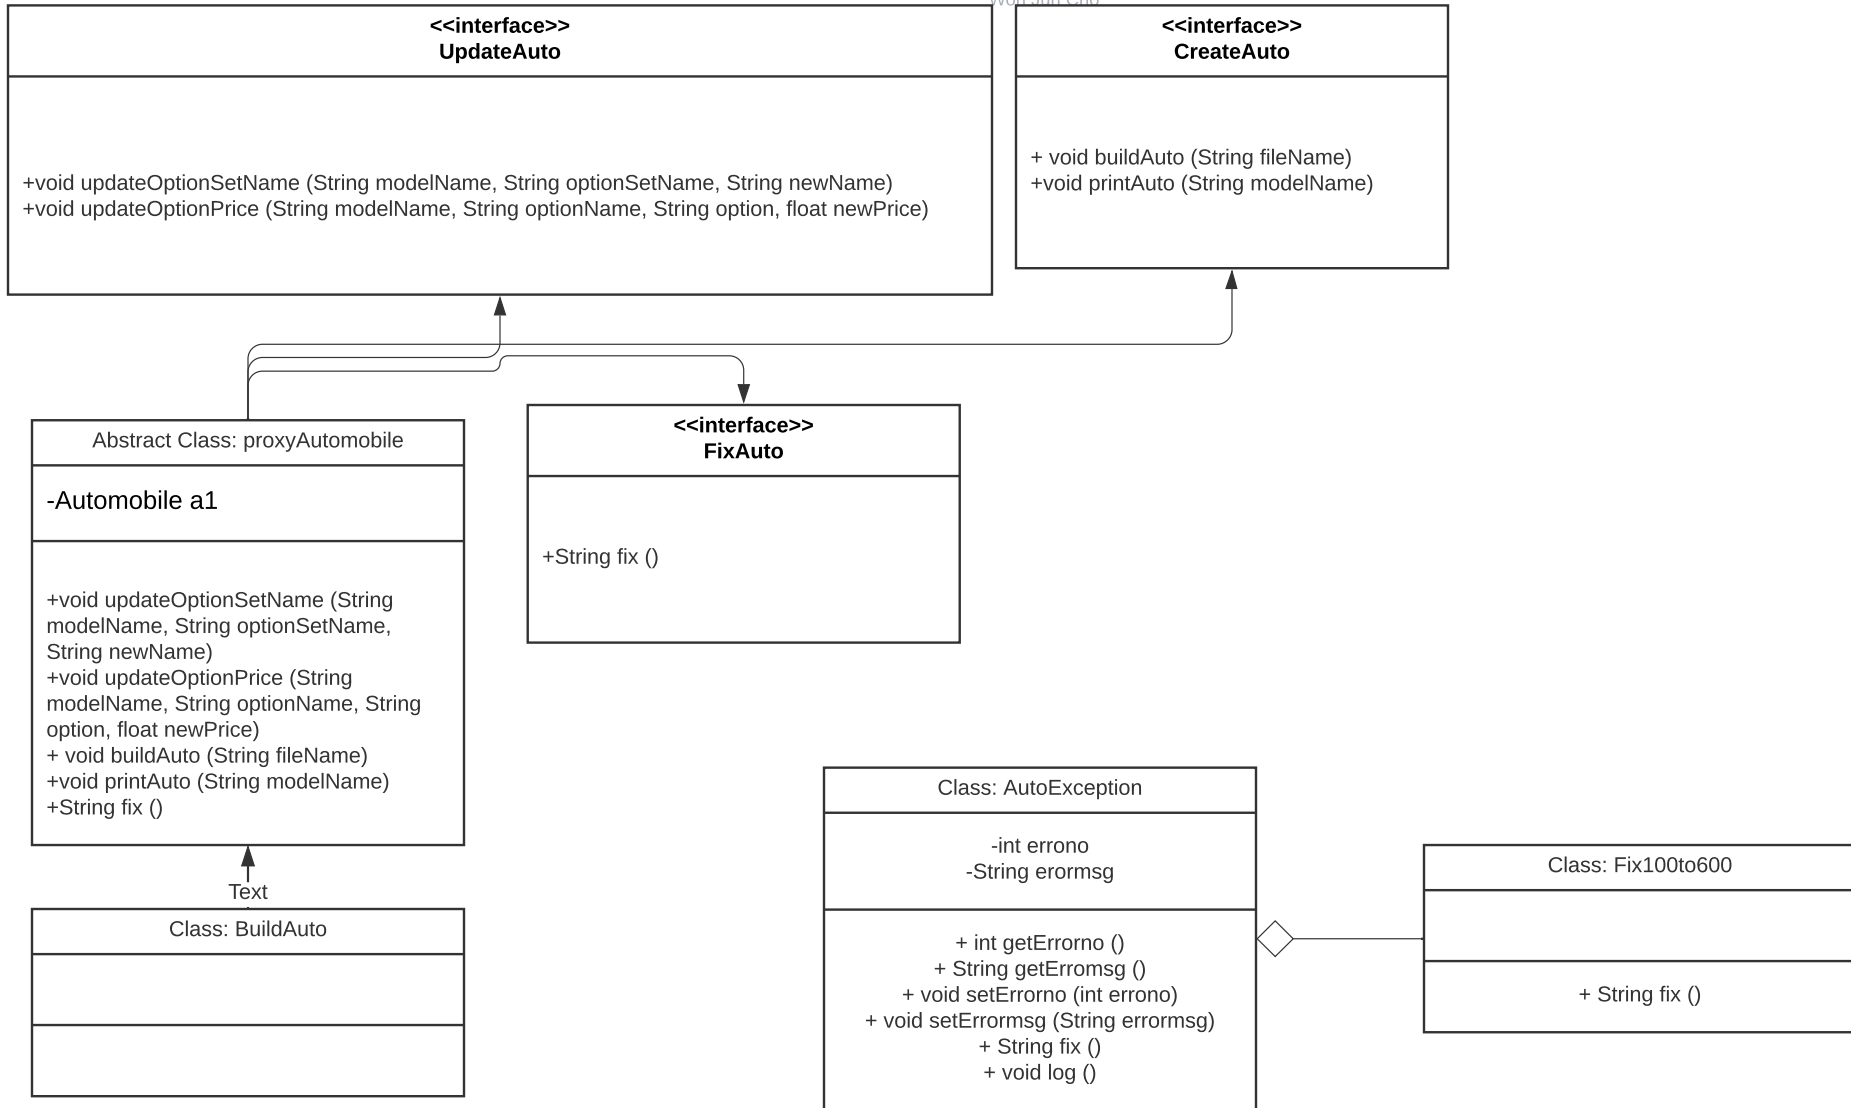 <<interface>>
UpdateAuto
+void updateOptionSetName (String modelName, String optionSetName, String newName)
+void updateOptionPrice (String modelName, String optionName, String option, float newPrice)
<<interface>>
CreateAuto
+ void buildAuto (String fileName)
+void printAuto (String modelName)
Abstract Class: proxyAutomobile
-Automobile a1
+void updateOptionSetName (String
modelName, String optionSetName,
String newName)
+void updateOptionPrice (String
modelName, String optionName, String
option, float newPrice)
+ void buildAuto (String fileName)
+void printAuto (String modelName)
+String fix ()
<<interface>>
FixAuto
+String fix ()
Text
Class: BuildAuto
Class: AutoException
-int errono
-String erormsg
+ int getErrorno ()
+ String getErromsg ()
+ void setErrorno (int errono)
+ void setErrormsg (String errormsg)
+ String fix ()
+ void log ()
Class: Fix100to600
+ String fix ()